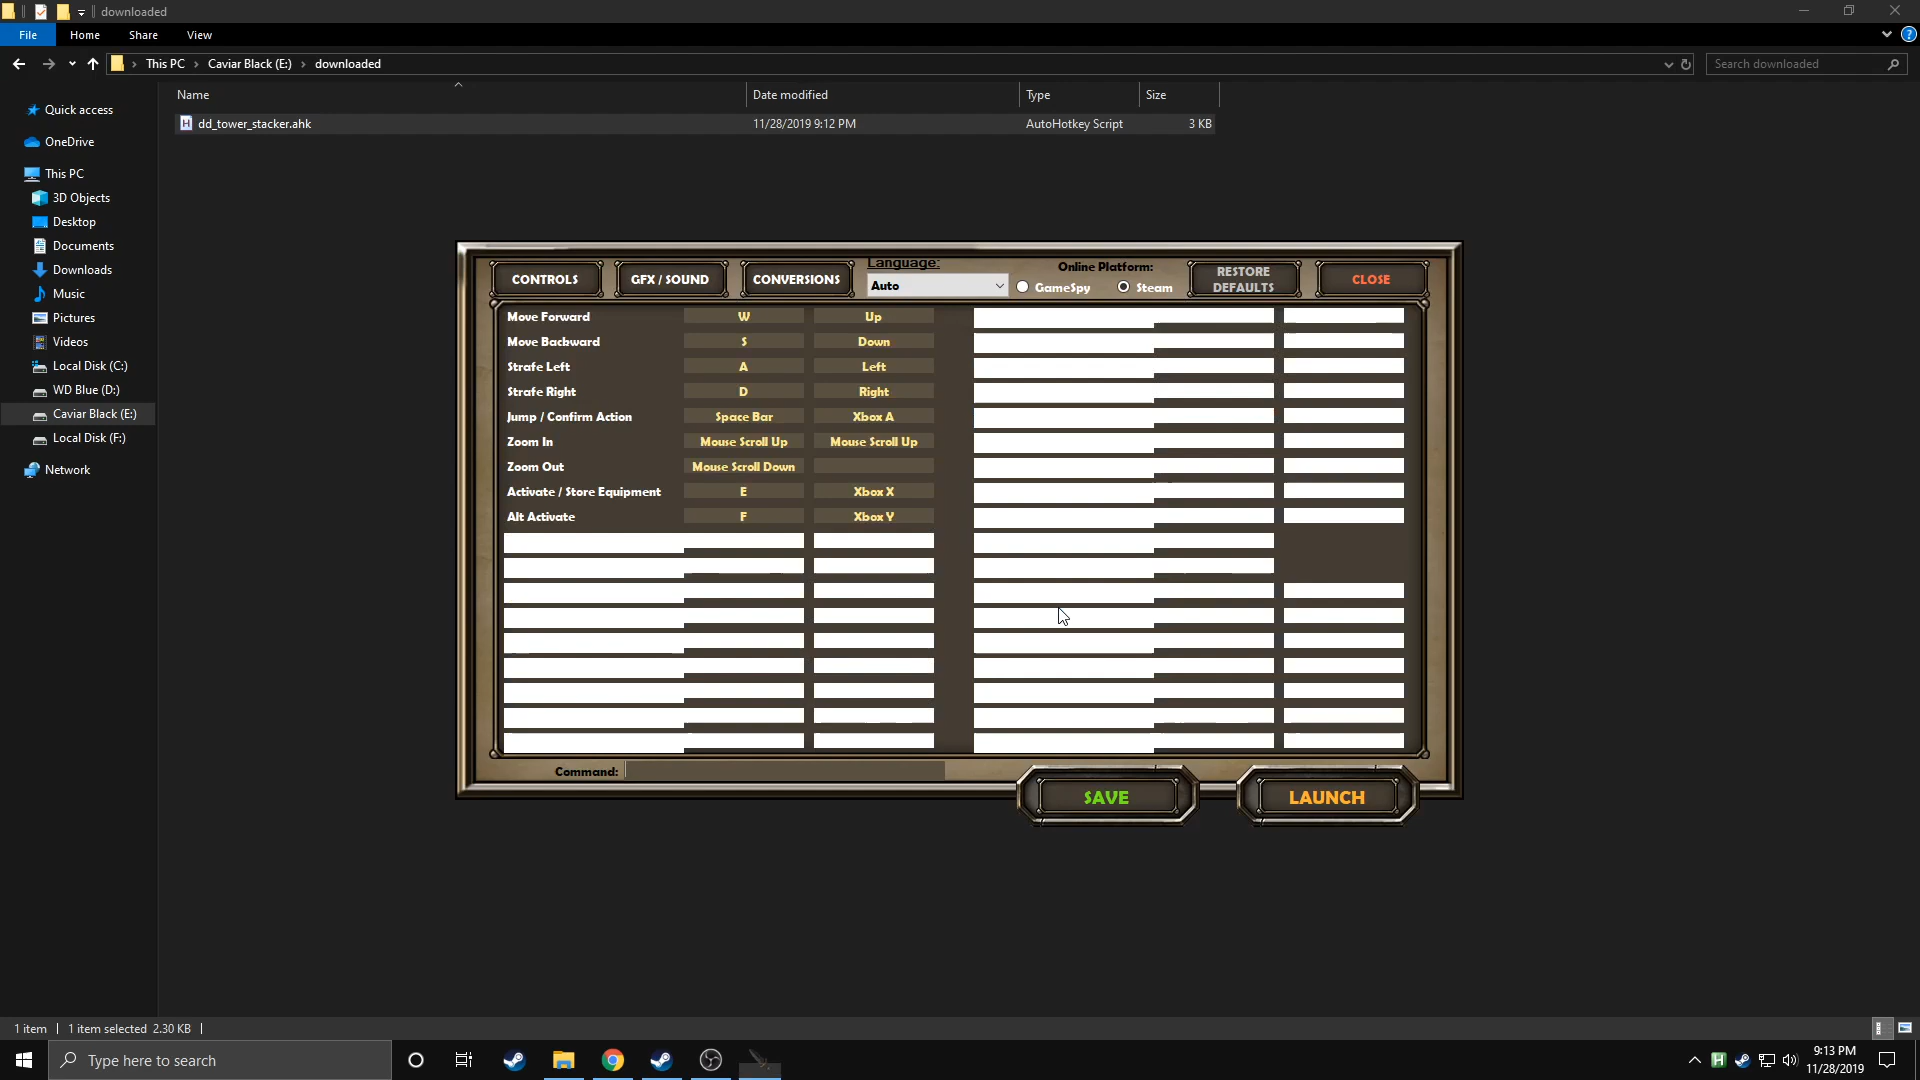 downloaded
File Home Share View
This PC > Caviar Black (E:) > downloaded
Search downloaded
Name Date modified Type Size
dd_tower_stacker.ahk 11/28/2019 9:12 PM AutoHotkey Script 3 KB
Quick access
OneDrive
This PC
3D Objects
Desktop
Documents
Downloads
Music
Pictures
Videos
Local Disk (C:)
WD Blue (D:)
Caviar Black (E:)
Local Disk (F:)
Network
CONTROLS
GFX / SOUND
CONVERSIONS
Language:
Auto
Online Platform:
GameSpy Steam
RESTORE
DEFAULTS
CLOSE
Move Forward W Up
Move Backward S Down
Strafe Left A Left
Strafe Right D Right
Jump / Confirm Action Space Bar Xbox A
Zoom In Mouse Scroll Up Mouse Scroll Up
Zoom Out Mouse Scroll Down
Activate / Store Equipment E Xbox X
Alt Activate F Xbox Y
Command:
SAVE
LAUNCH
1 item 1 item selected 2.30 KB
Type here to search
9:13 PM
11/28/2019